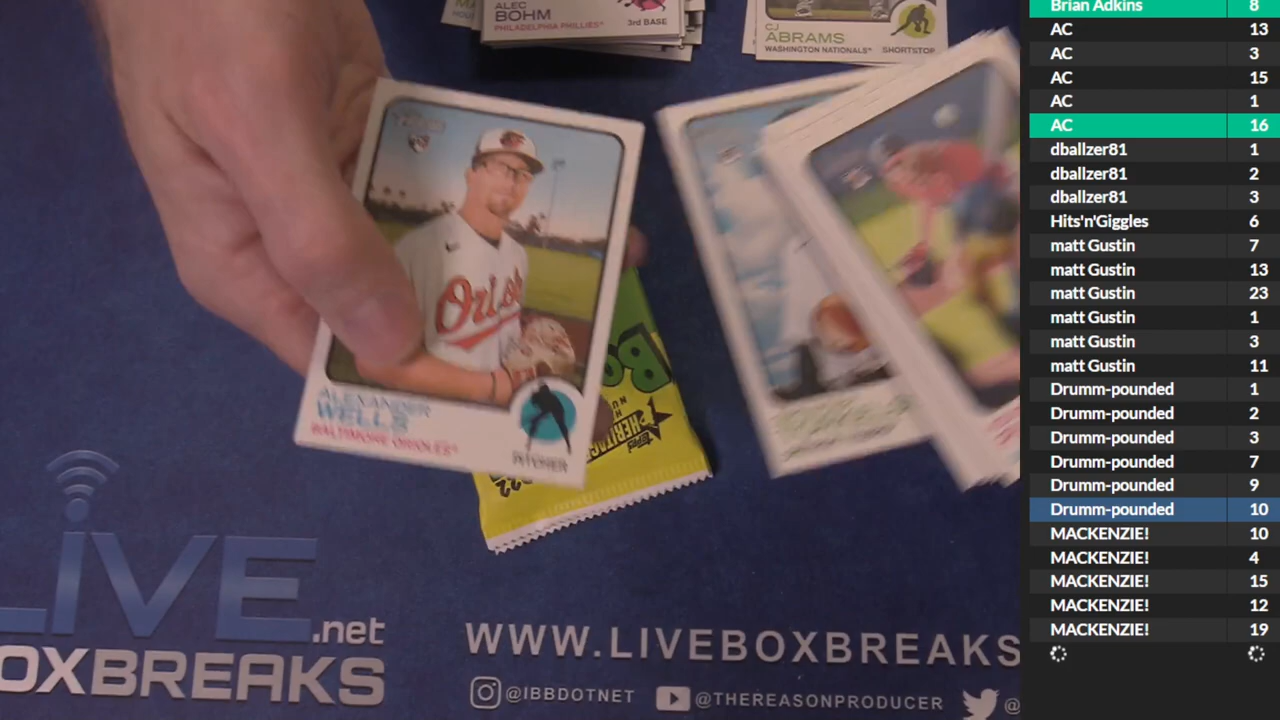 ALEC
BOHM
PHILADELPHIA PHILLIES™
3rd BASE
CJ
ABRAMS
WASHINGTON NATIONALS™
SHORTSTOP
Orioles
ALEXANDER
WELLS
BALTIMORE ORIOLES®
PITCHER
HERITAGE
LIVE
.net
BOXBREAKS
WWW.LIVEBOXBREAKS
@IBBDOTNET
@THEREASONPRODUCER
@
Brian Adkins 8
AC 13
AC 3
AC 15
AC 1
AC 16
dballzer81 1
dballzer81 2
dballzer81 3
Hits'n'Giggles 6
matt Gustin 7
matt Gustin 13
matt Gustin 23
matt Gustin 1
matt Gustin 3
matt Gustin 11
Drumm-pounded 1
Drumm-pounded 2
Drumm-pounded 3
Drumm-pounded 7
Drumm-pounded 9
Drumm-pounded 10
MACKENZIE! 10
MACKENZIE! 4
MACKENZIE! 15
MACKENZIE! 12
MACKENZIE! 19